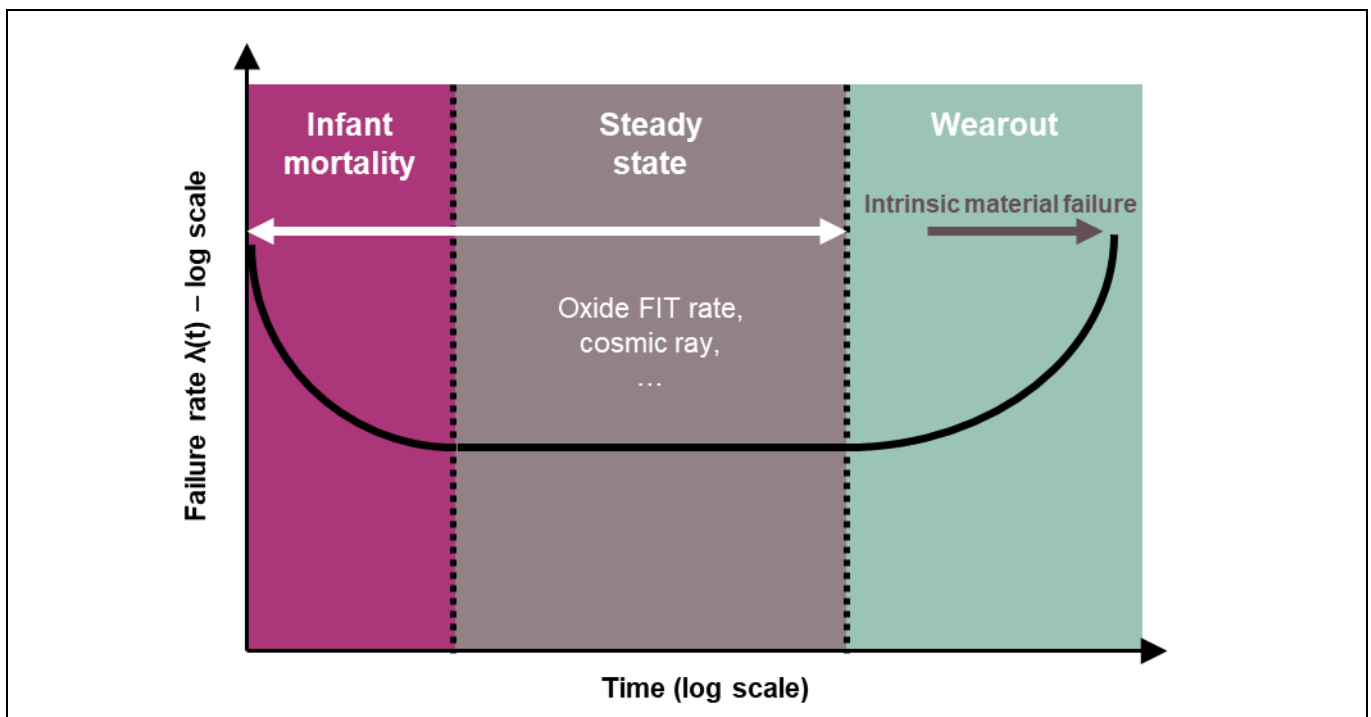 Infant
mortality
Steady
state
Wearout
Intrinsic material failure
Oxide FIT rate,
cosmic ray,
…
Failure rate λ(t) – log scale
Time (log scale)